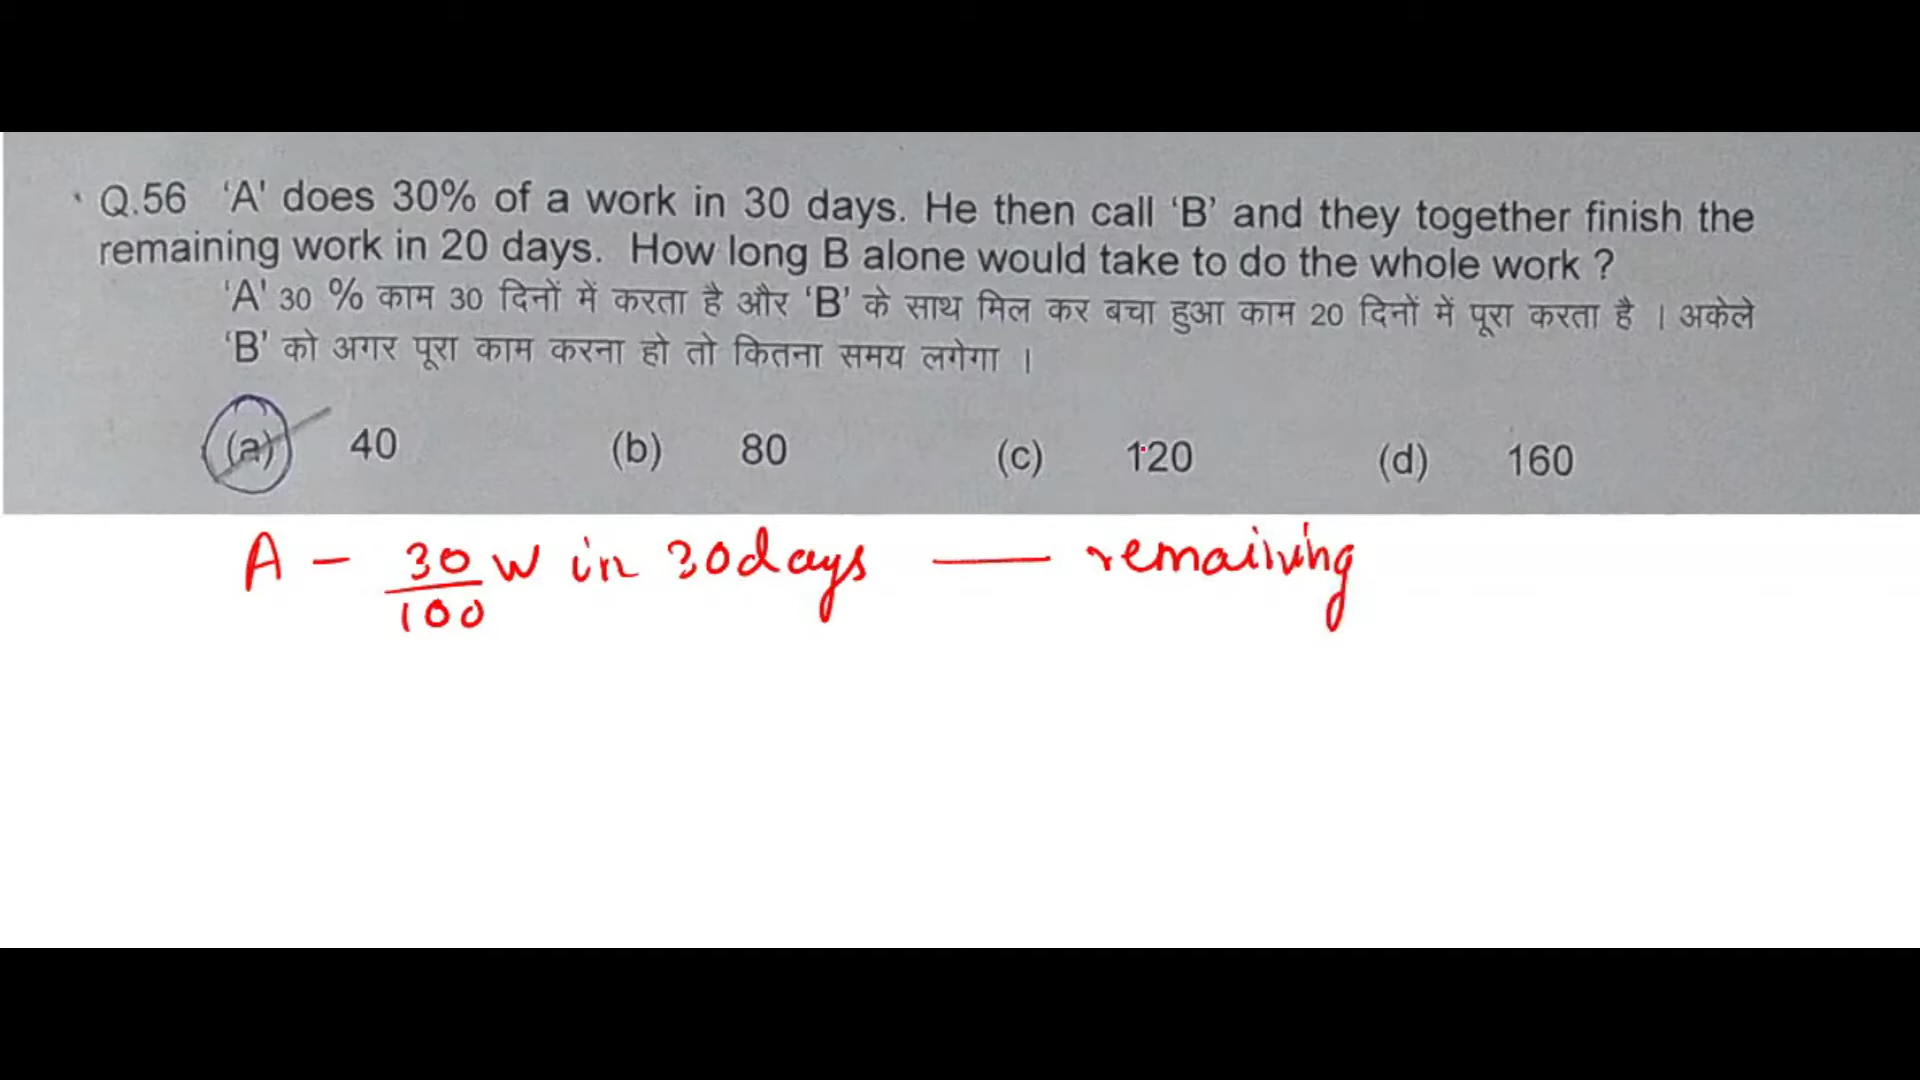 Q.56 'A' does 30% of a work in 30 days. He then call 'B' and they together finish the
remaining work in 20 days. How long B alone would take to do the whole work ?
'A' 30 % काम 30 दिनों में करता है और 'B' के साथ मिल कर बचा हुआ काम 20 दिनों में पूरा करता है । अकेले
'B' को अगर पूरा काम करना हो तो कितना समय लगेगा ।
(a) 40 (b) 80 (c) 120 (d) 160
A - 30/100 W in 30 days — remaining